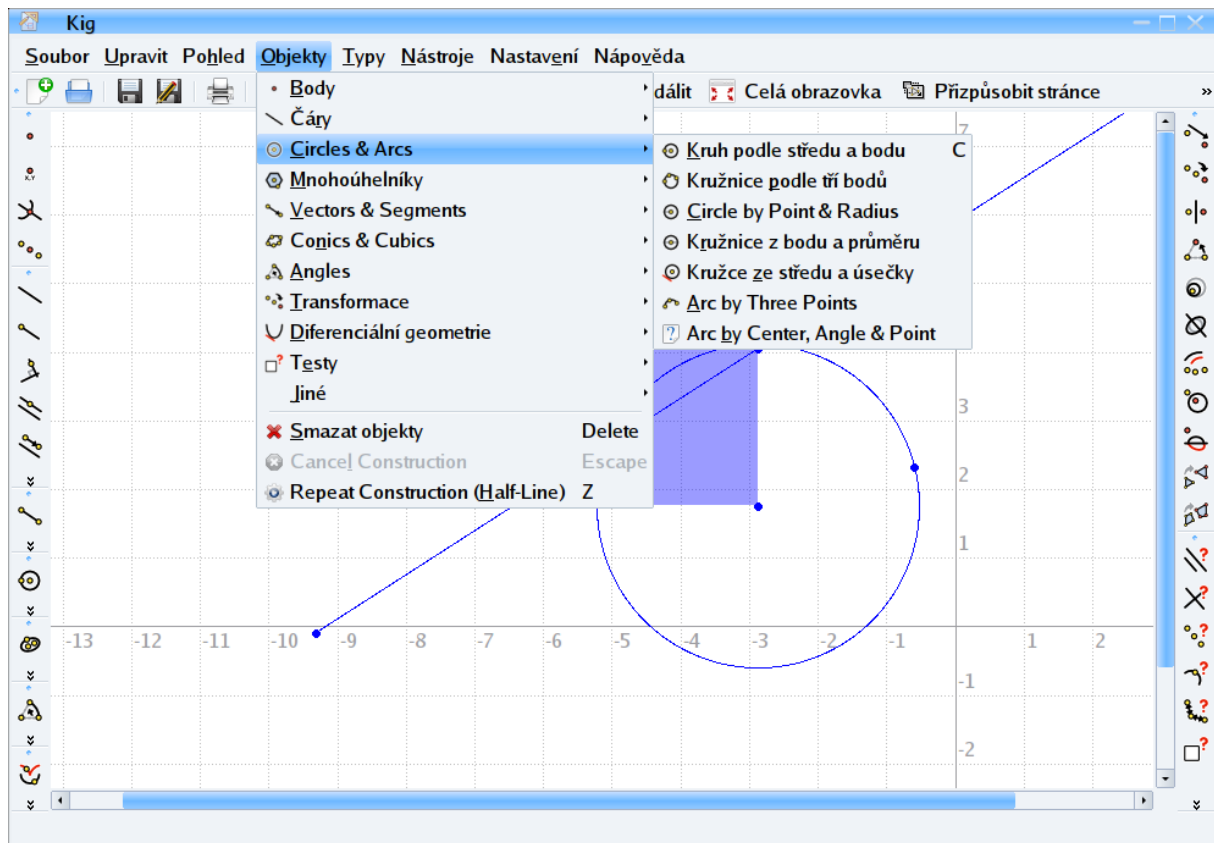 Kig
Soubor Upravit Pohled Objekty Typy Nástroje Nastavení Nápověda
dálit Celá obrazovka Přizpůsobit stránce »
Body
Čáry
Circles & Arcs
Mnohoúhelníky
Vectors & Segments
Conics & Cubics
Angles
Transformace
Diferenciální geometrie
Testy
Jiné
Smazat objekty Delete
Cancel Construction Escape
Repeat Construction (Half-Line) Z
Kruh podle středu a bodu C
Kružnice podle tří bodů
Circle by Point & Radius
Kružnice z bodu a průměru
Kružce ze středu a úsečky
Arc by Three Points
Arc by Center, Angle & Point
X,Y
7
3
2
1
-13 -12 -11 -10 -9 -8 -7 -6 -5 -4 -3 -2 -1 1 2
-1
-2